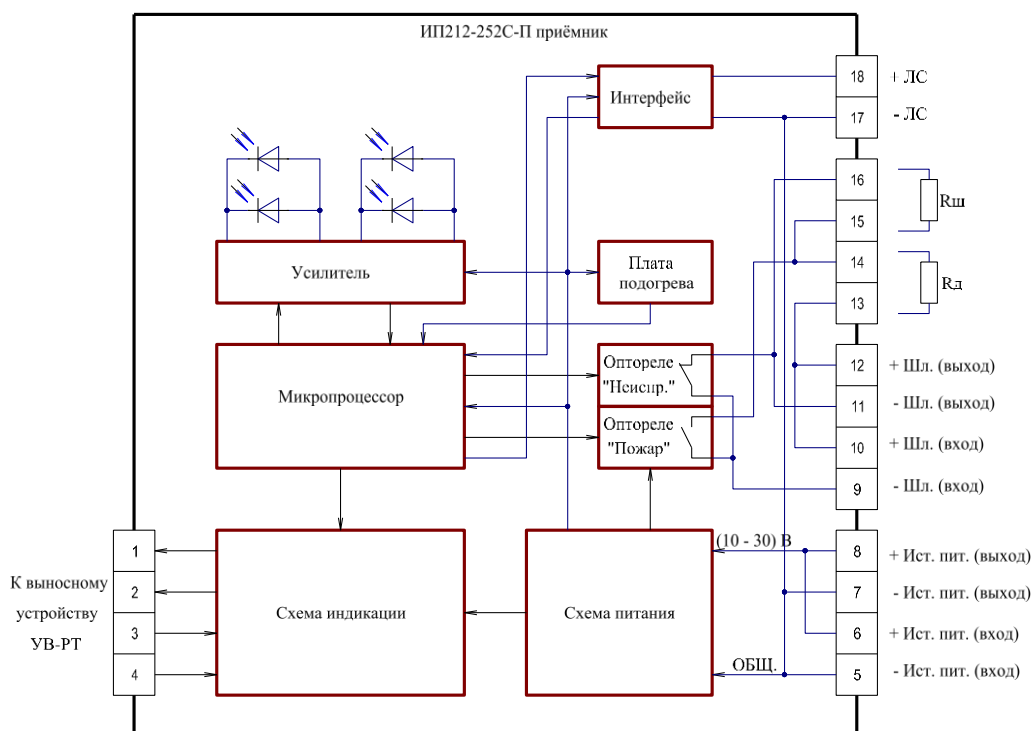 ИП212-252С-П приёмник
Интерфейс
18
+ ЛС
17
- ЛС
16
Rш
15
14
Rд
13
Усилитель
Плата
подогрева
Микропроцессор
Оптореле
"Неиспр."
Оптореле
"Пожар"
12
+ Шл. (выход)
11
- Шл. (выход)
10
+ Шл. (вход)
9
- Шл. (вход)
1
2
3
4
К выносному
устройству
УВ-РТ
Схема индикации
Схема питания
(10 - 30) В
ОБЩ.
8
+ Ист. пит. (выход)
7
- Ист. пит. (выход)
6
+ Ист. пит. (вход)
5
- Ист. пит. (вход)